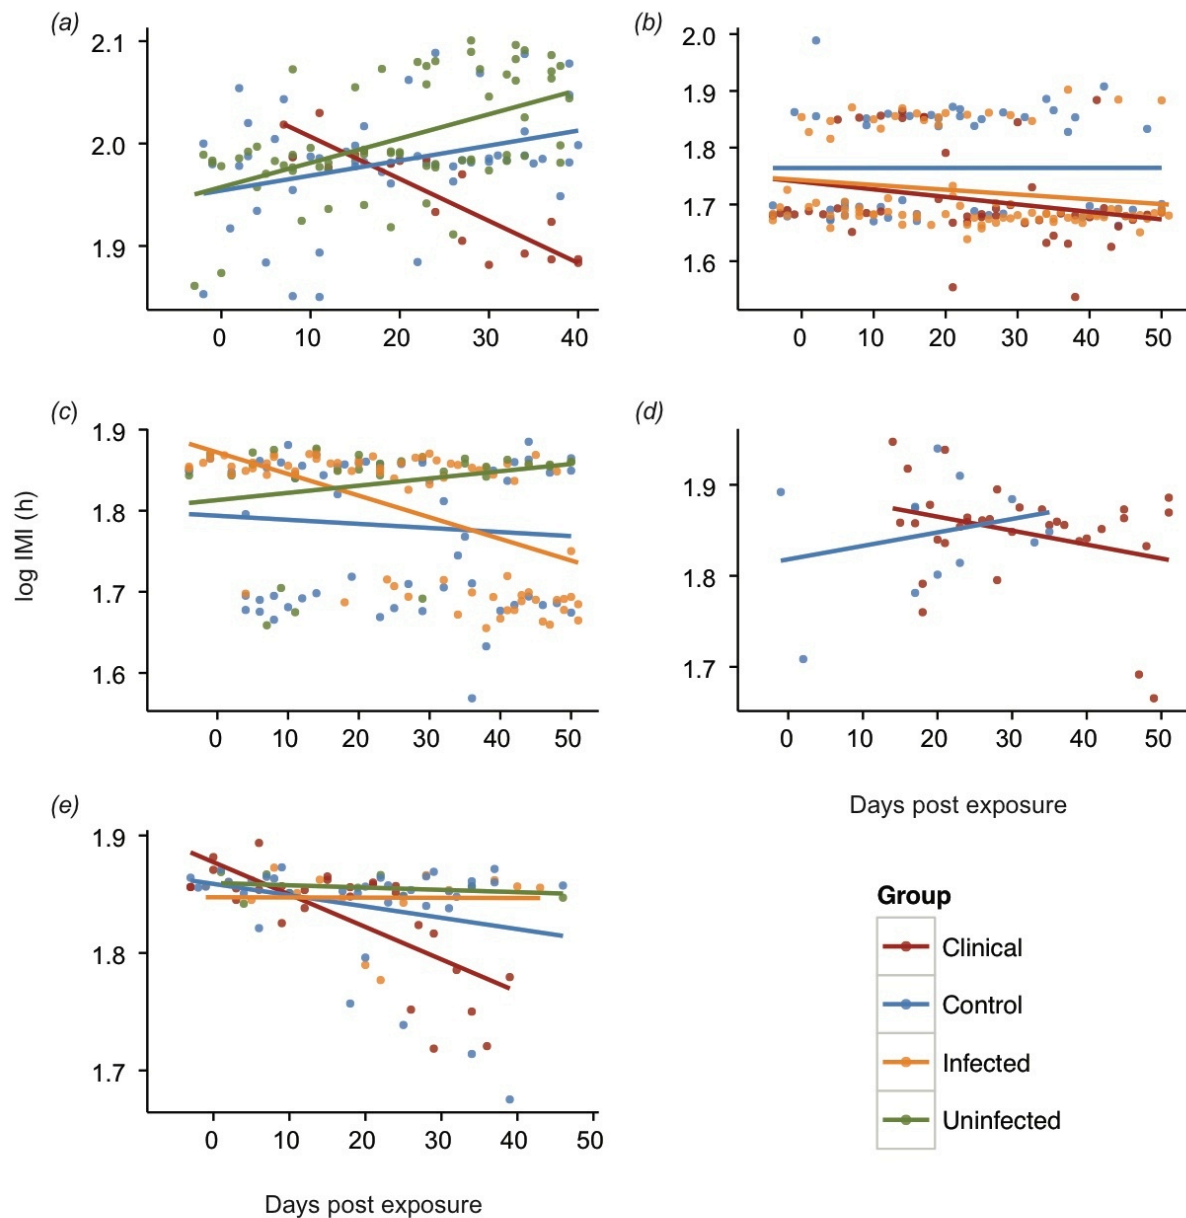 (a)
2.1
2.0
1.9
0 10 20 30 40
(b)
2.0
1.9
1.8
1.7
1.6
0 10 20 30 40 50
(c)
1.9
1.8
1.7
1.6
0 10 20 30 40 50
log IMI (h)
(d)
1.9
1.8
1.7
0 10 20 30 40 50
Days post exposure
(e)
1.9
1.8
1.7
0 10 20 30 40 50
Days post exposure
Group
Clinical
Control
Infected
Uninfected